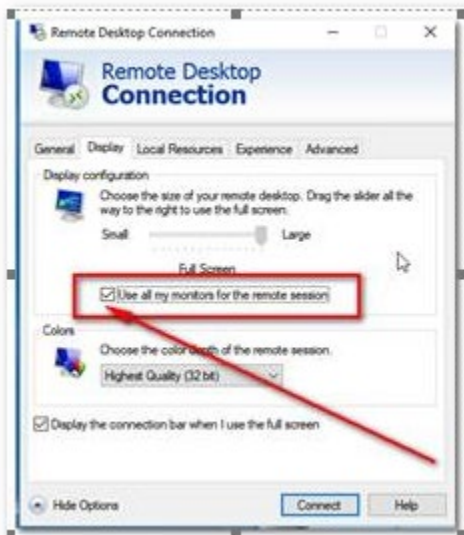 Remote Desktop Connection
Remote Desktop
Connection
General Display Local Resources Experience Advanced
Display configuration
Choose the size of your remote desktop. Drag the slider all the
way to the right to use the full screen.
Small Large
Full Screen
Use all my monitors for the remote session
Colors
Choose the color depth of the remote session.
Highest Quality (32 bit)
Display the connection bar when I use the full screen
Hide Options Connect Help